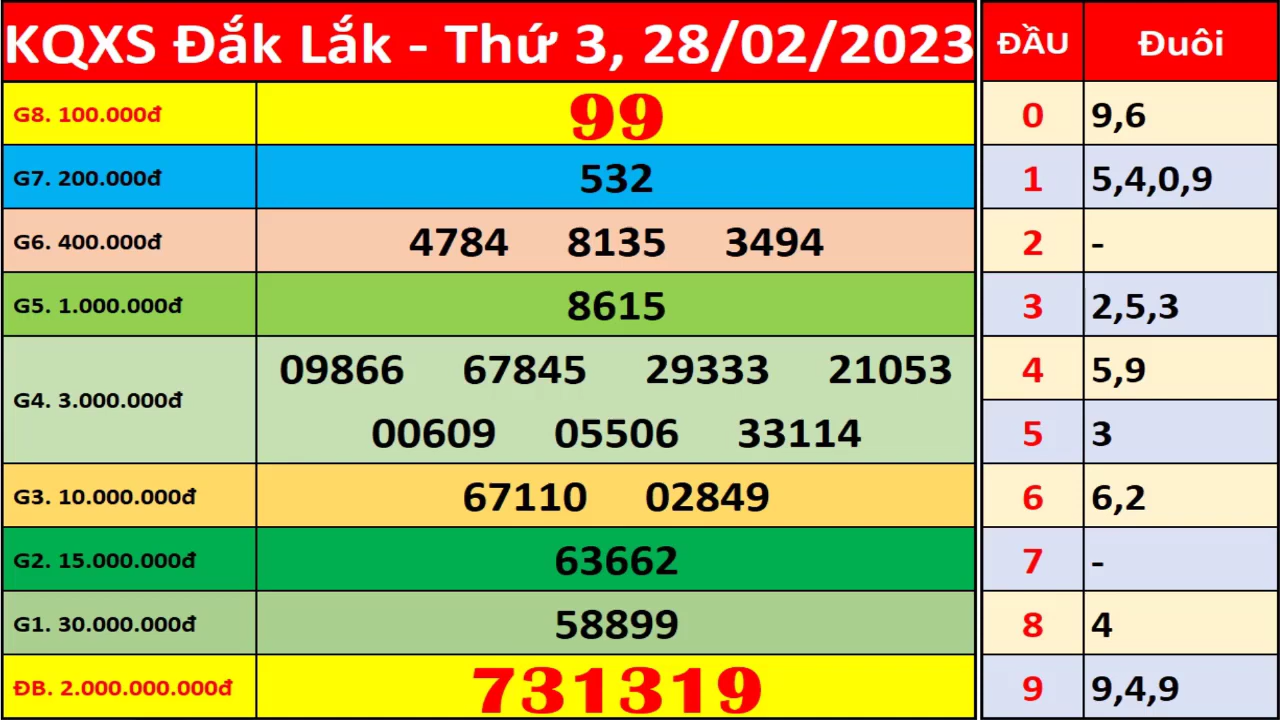 KQXS Đắk Lắk - Thứ 3, 28/02/2023
G8. 100.000đ 99
G7. 200.000đ 532
G6. 400.000đ 4784 8135 3494
G5. 1.000.000đ 8615
G4. 3.000.000đ 09866 67845 29333 21053
00609 05506 33114
G3. 10.000.000đ 67110 02849
G2. 15.000.000đ 63662
G1. 30.000.000đ 58899
ĐB. 2.000.000.000đ 731319
ĐẦU Đuôi
0 9,6
1 5,4,0,9
2 -
3 2,5,3
4 5,9
5 3
6 6,2
7 -
8 4
9 9,4,9